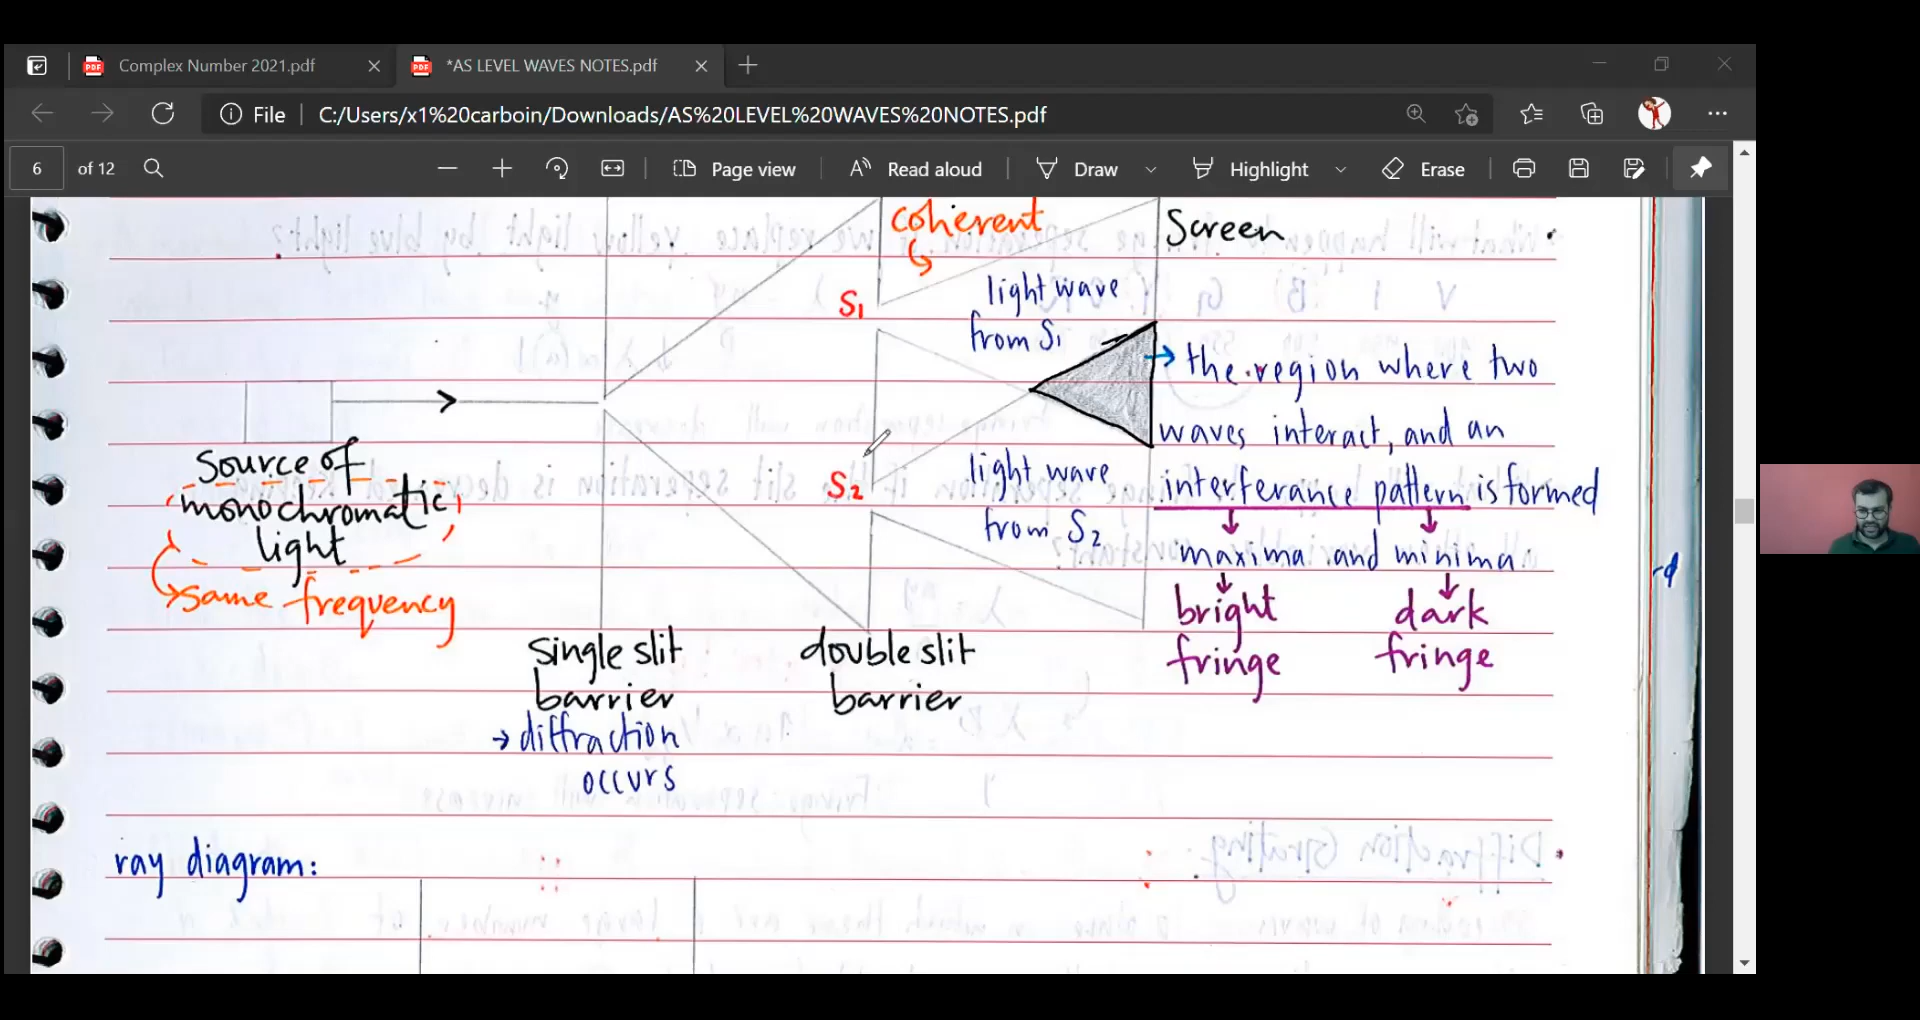 Complex Number 2021.pdf
*AS LEVEL WAVES NOTES.pdf
File
C:/Users/x1%20carboin/Downloads/AS%20LEVEL%20WAVES%20NOTES.pdf
6 of 12
Page view
Read aloud
Draw
Highlight
Erase
coherent
Screen
S1
light wave
from S1
the region where two
waves interact, and an
interferance pattern is formed
maxima and minima
bright
fringe
dark
fringe
Source of
monochromatic
light
same frequency
S2
light wave
from S2
single slit
barrier
→ diffraction
occurs
double slit
barrier
ray diagram: